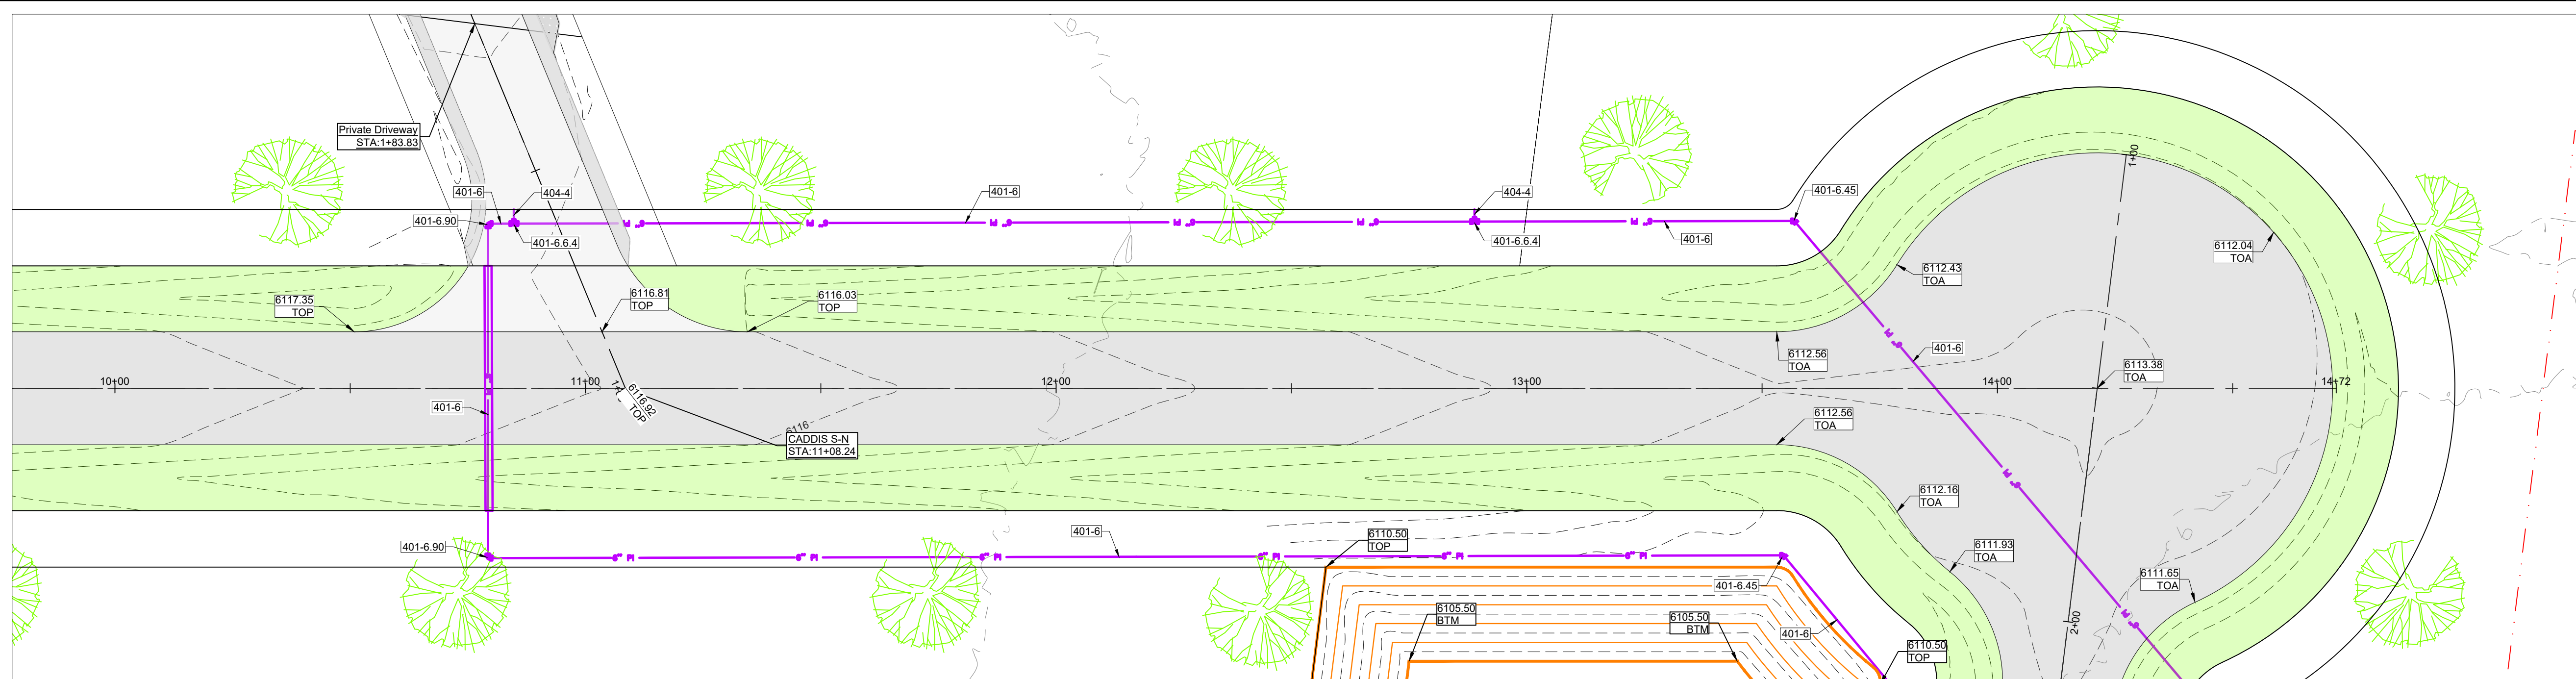 Private Driveway
STA:1+83.83
401-6
404-4
401-6
404-4
401-6.45
401-6.90
401-6.6.4
401-6.6.4
401-6
1+00
6112.04
TOA
6112.43
TOA
6117.35
TOP
6116.81
TOP
6116.03
TOP
6112.56
TOA
401-6
6113.38
TOA
10+00
11+00
12+00
13+00
14+00
14+72
6116.92
TOP
401-6
6116
CADDIS S-N
STA:11+08.24
6112.56
TOA
6112.16
TOA
401-6.90
401-6
6110.50
TOP
6111.93
TOA
401-6.45
6111.65
TOA
6105.50
BTM
6105.50
BTM
401-6
2+00
6110.50
TOP